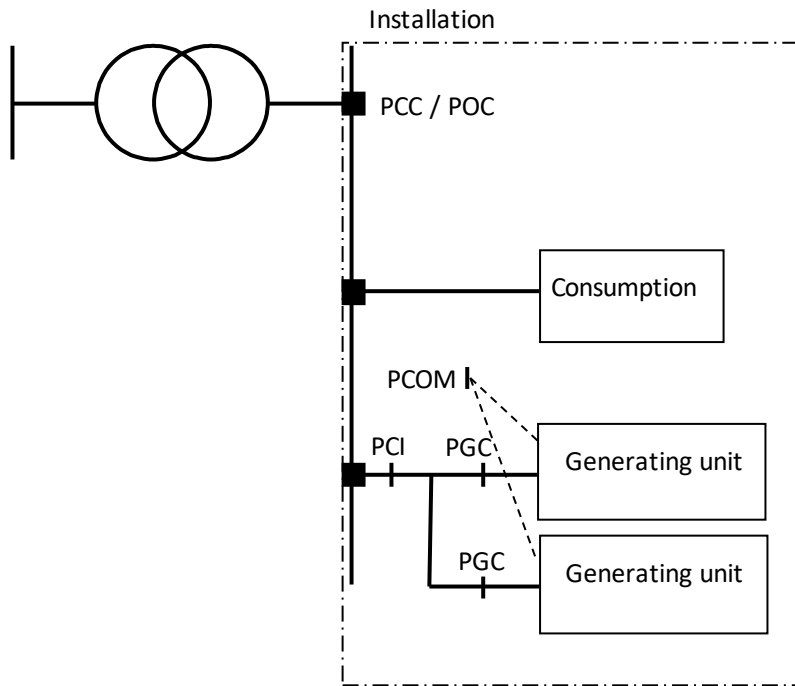 Installation
PCC / POC
Consumption
PCOM
PCI
PGC
Generating unit
PGC
Generating unit